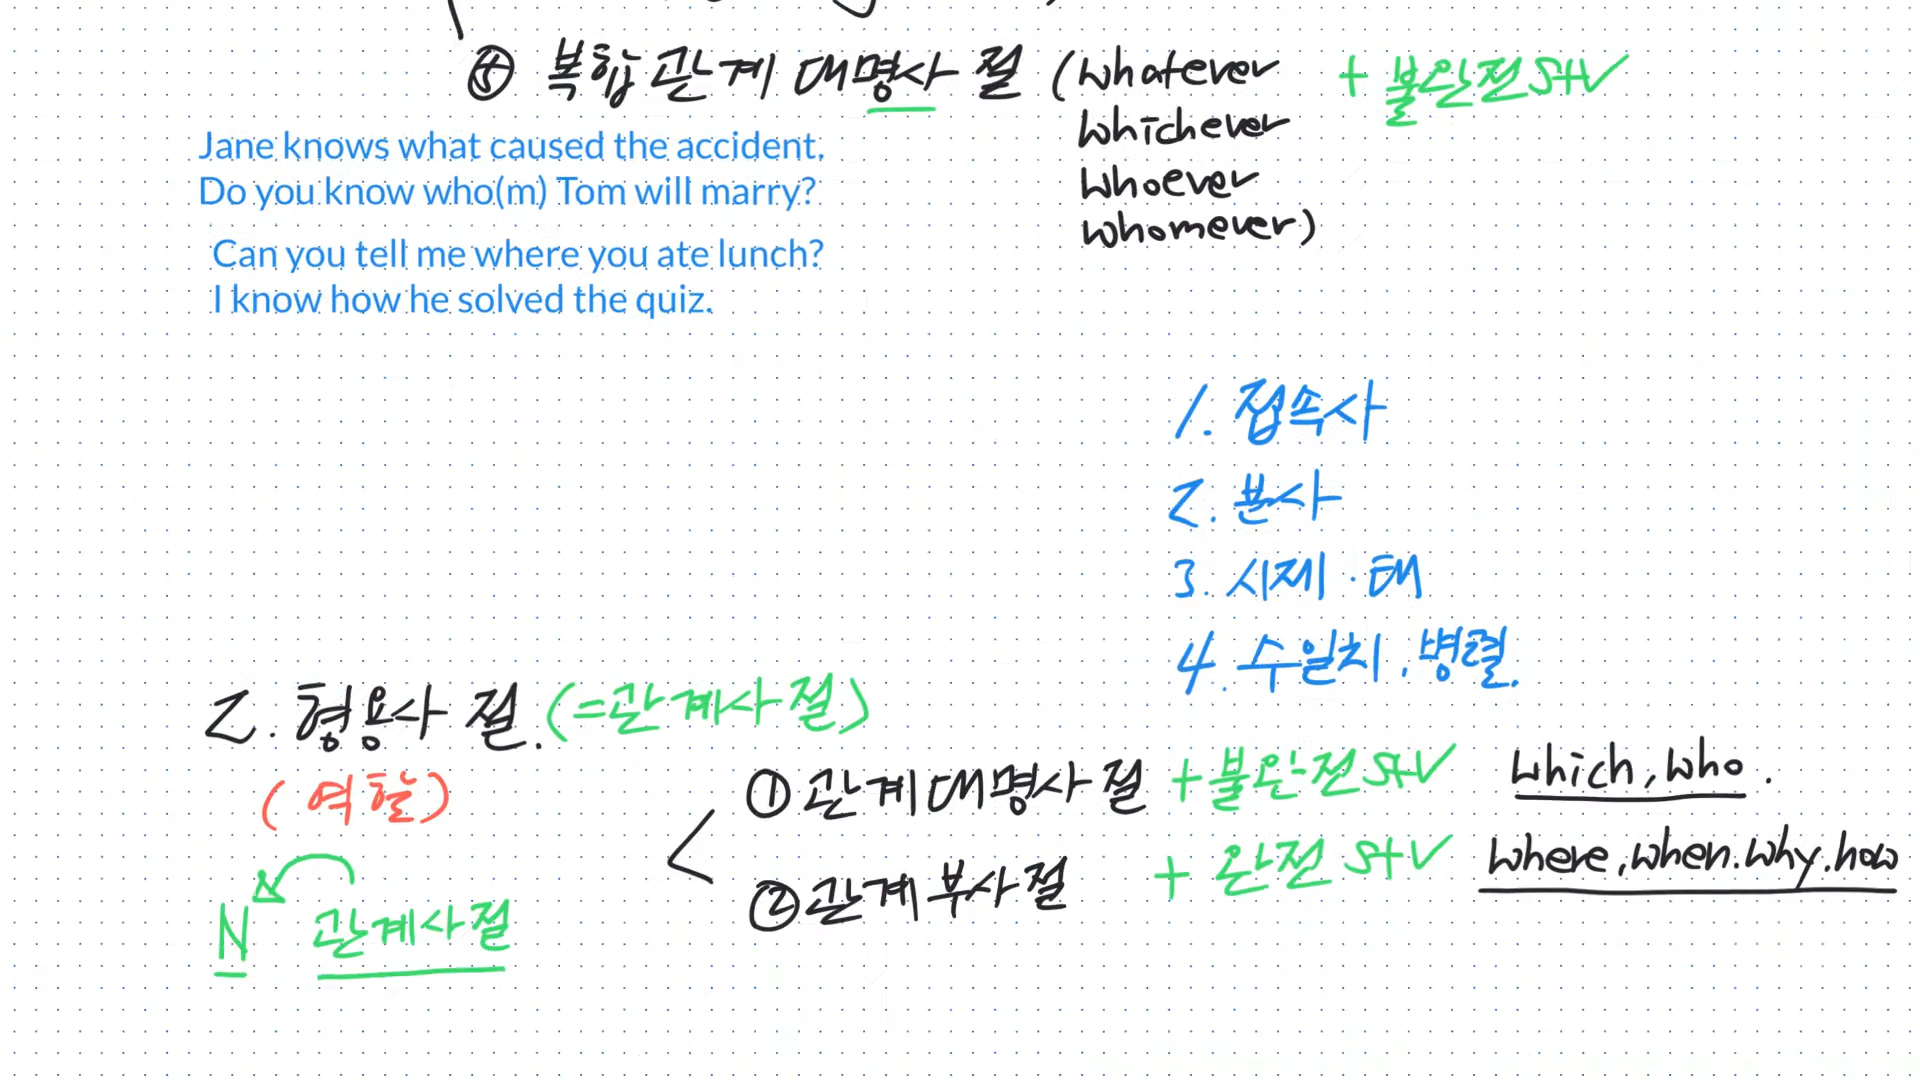 ⑤ 복합관계대명사 절 (whatever + 불완전 S+V
whichever
whoever
whomever)
Jane knows what caused the accident.
Do you know who(m) Tom will marry?
Can you tell me where you ate lunch?
I know how he solved the quiz.
1. 접속사
2. 분사
3. 시제 · 태
4. 수일치, 병렬.
2. 형용사 절. (=관계사 절)
(역할)
N 관계사절
① 관계대명사 절 + 불완전 S+V which, who.
② 관계부사 절 + 완전 S+V where, when. why. how